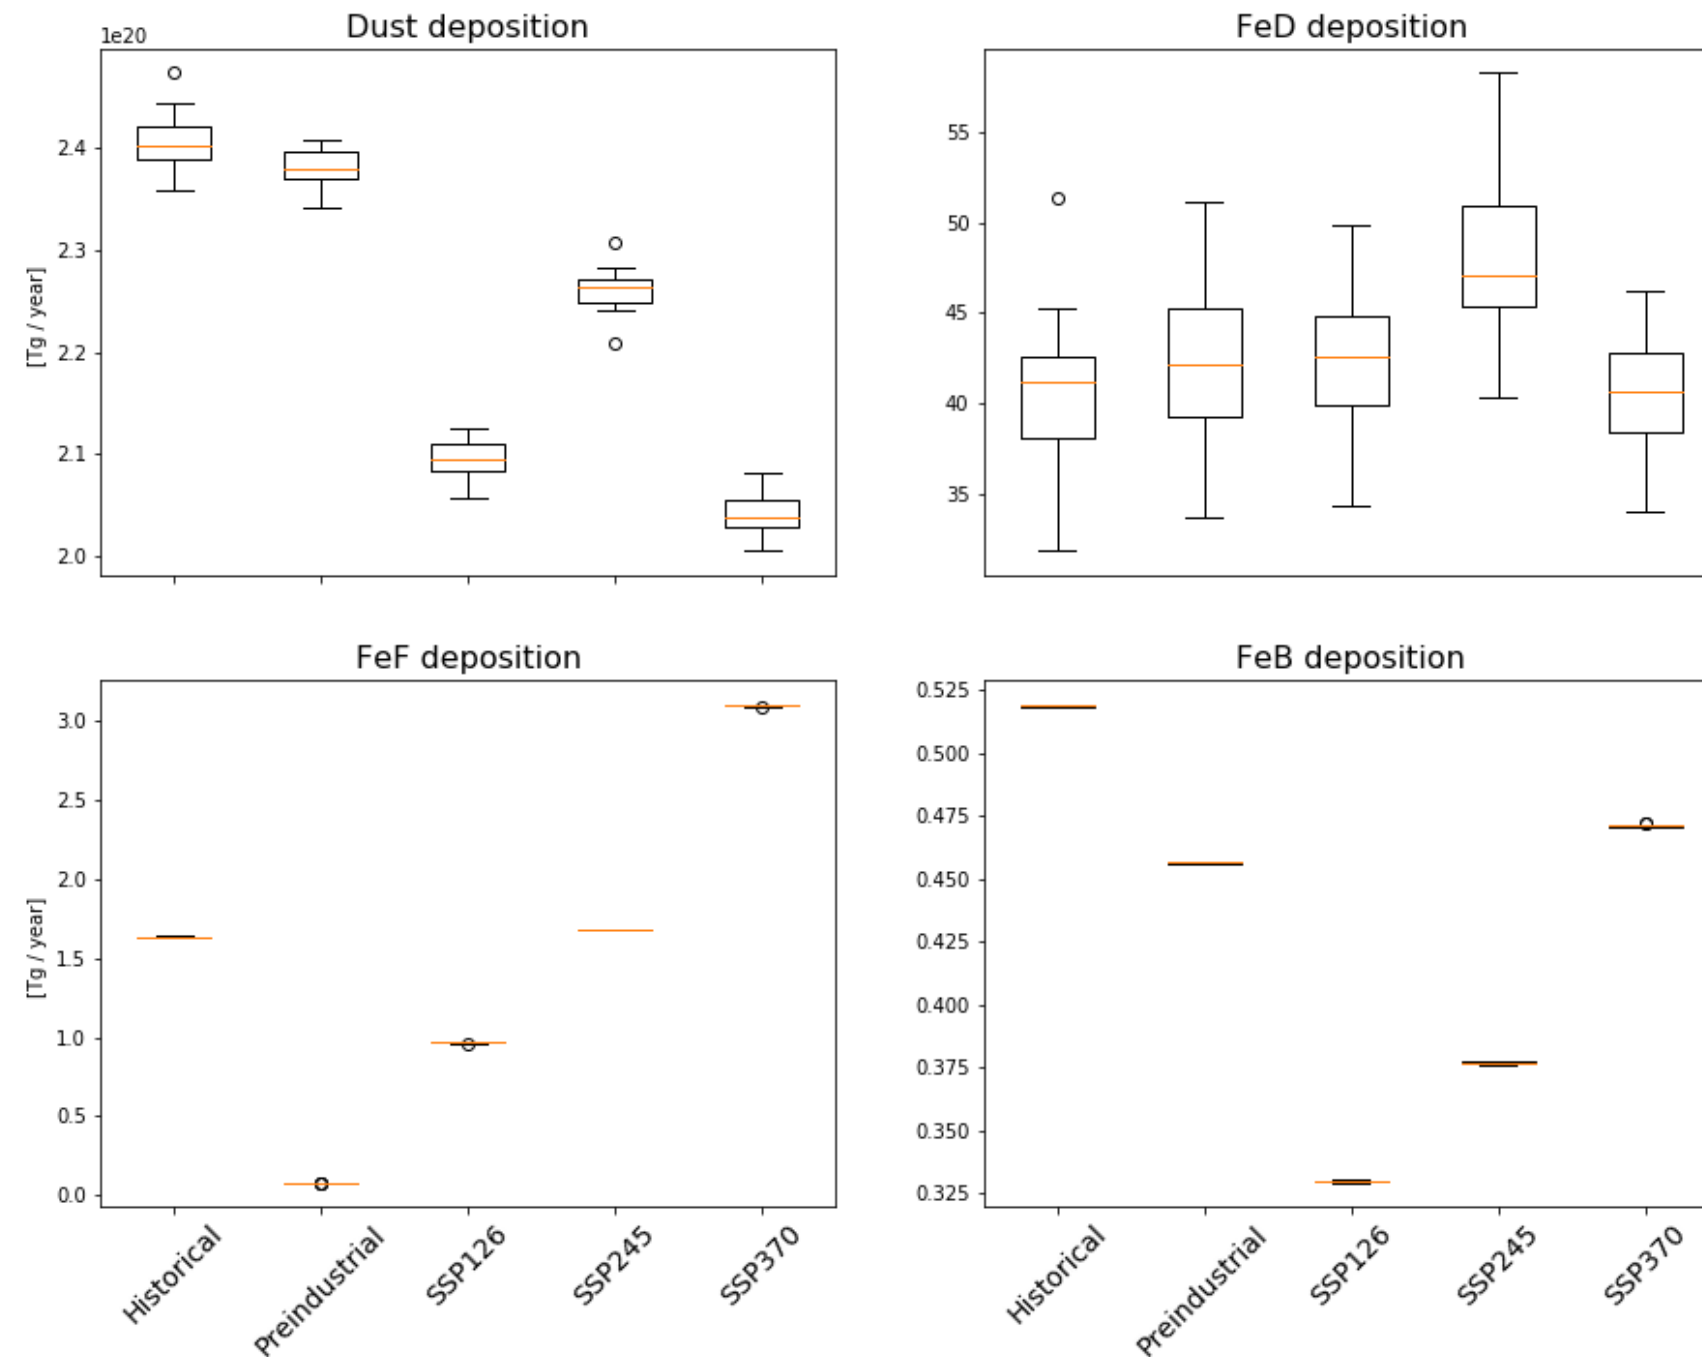 Dust deposition
1e20
2.4
2.3
2.2
2.1
2.0
[Tg / year]
FeD deposition
55
50
45
40
35
FeF deposition
3.0
2.5
2.0
1.5
1.0
0.5
0.0
[Tg / year]
Historical
Preindustrial
SSP126
SSP245
SSP370
FeB deposition
0.525
0.500
0.475
0.450
0.425
0.400
0.375
0.350
0.325
Historical
Preindustrial
SSP126
SSP245
SSP370